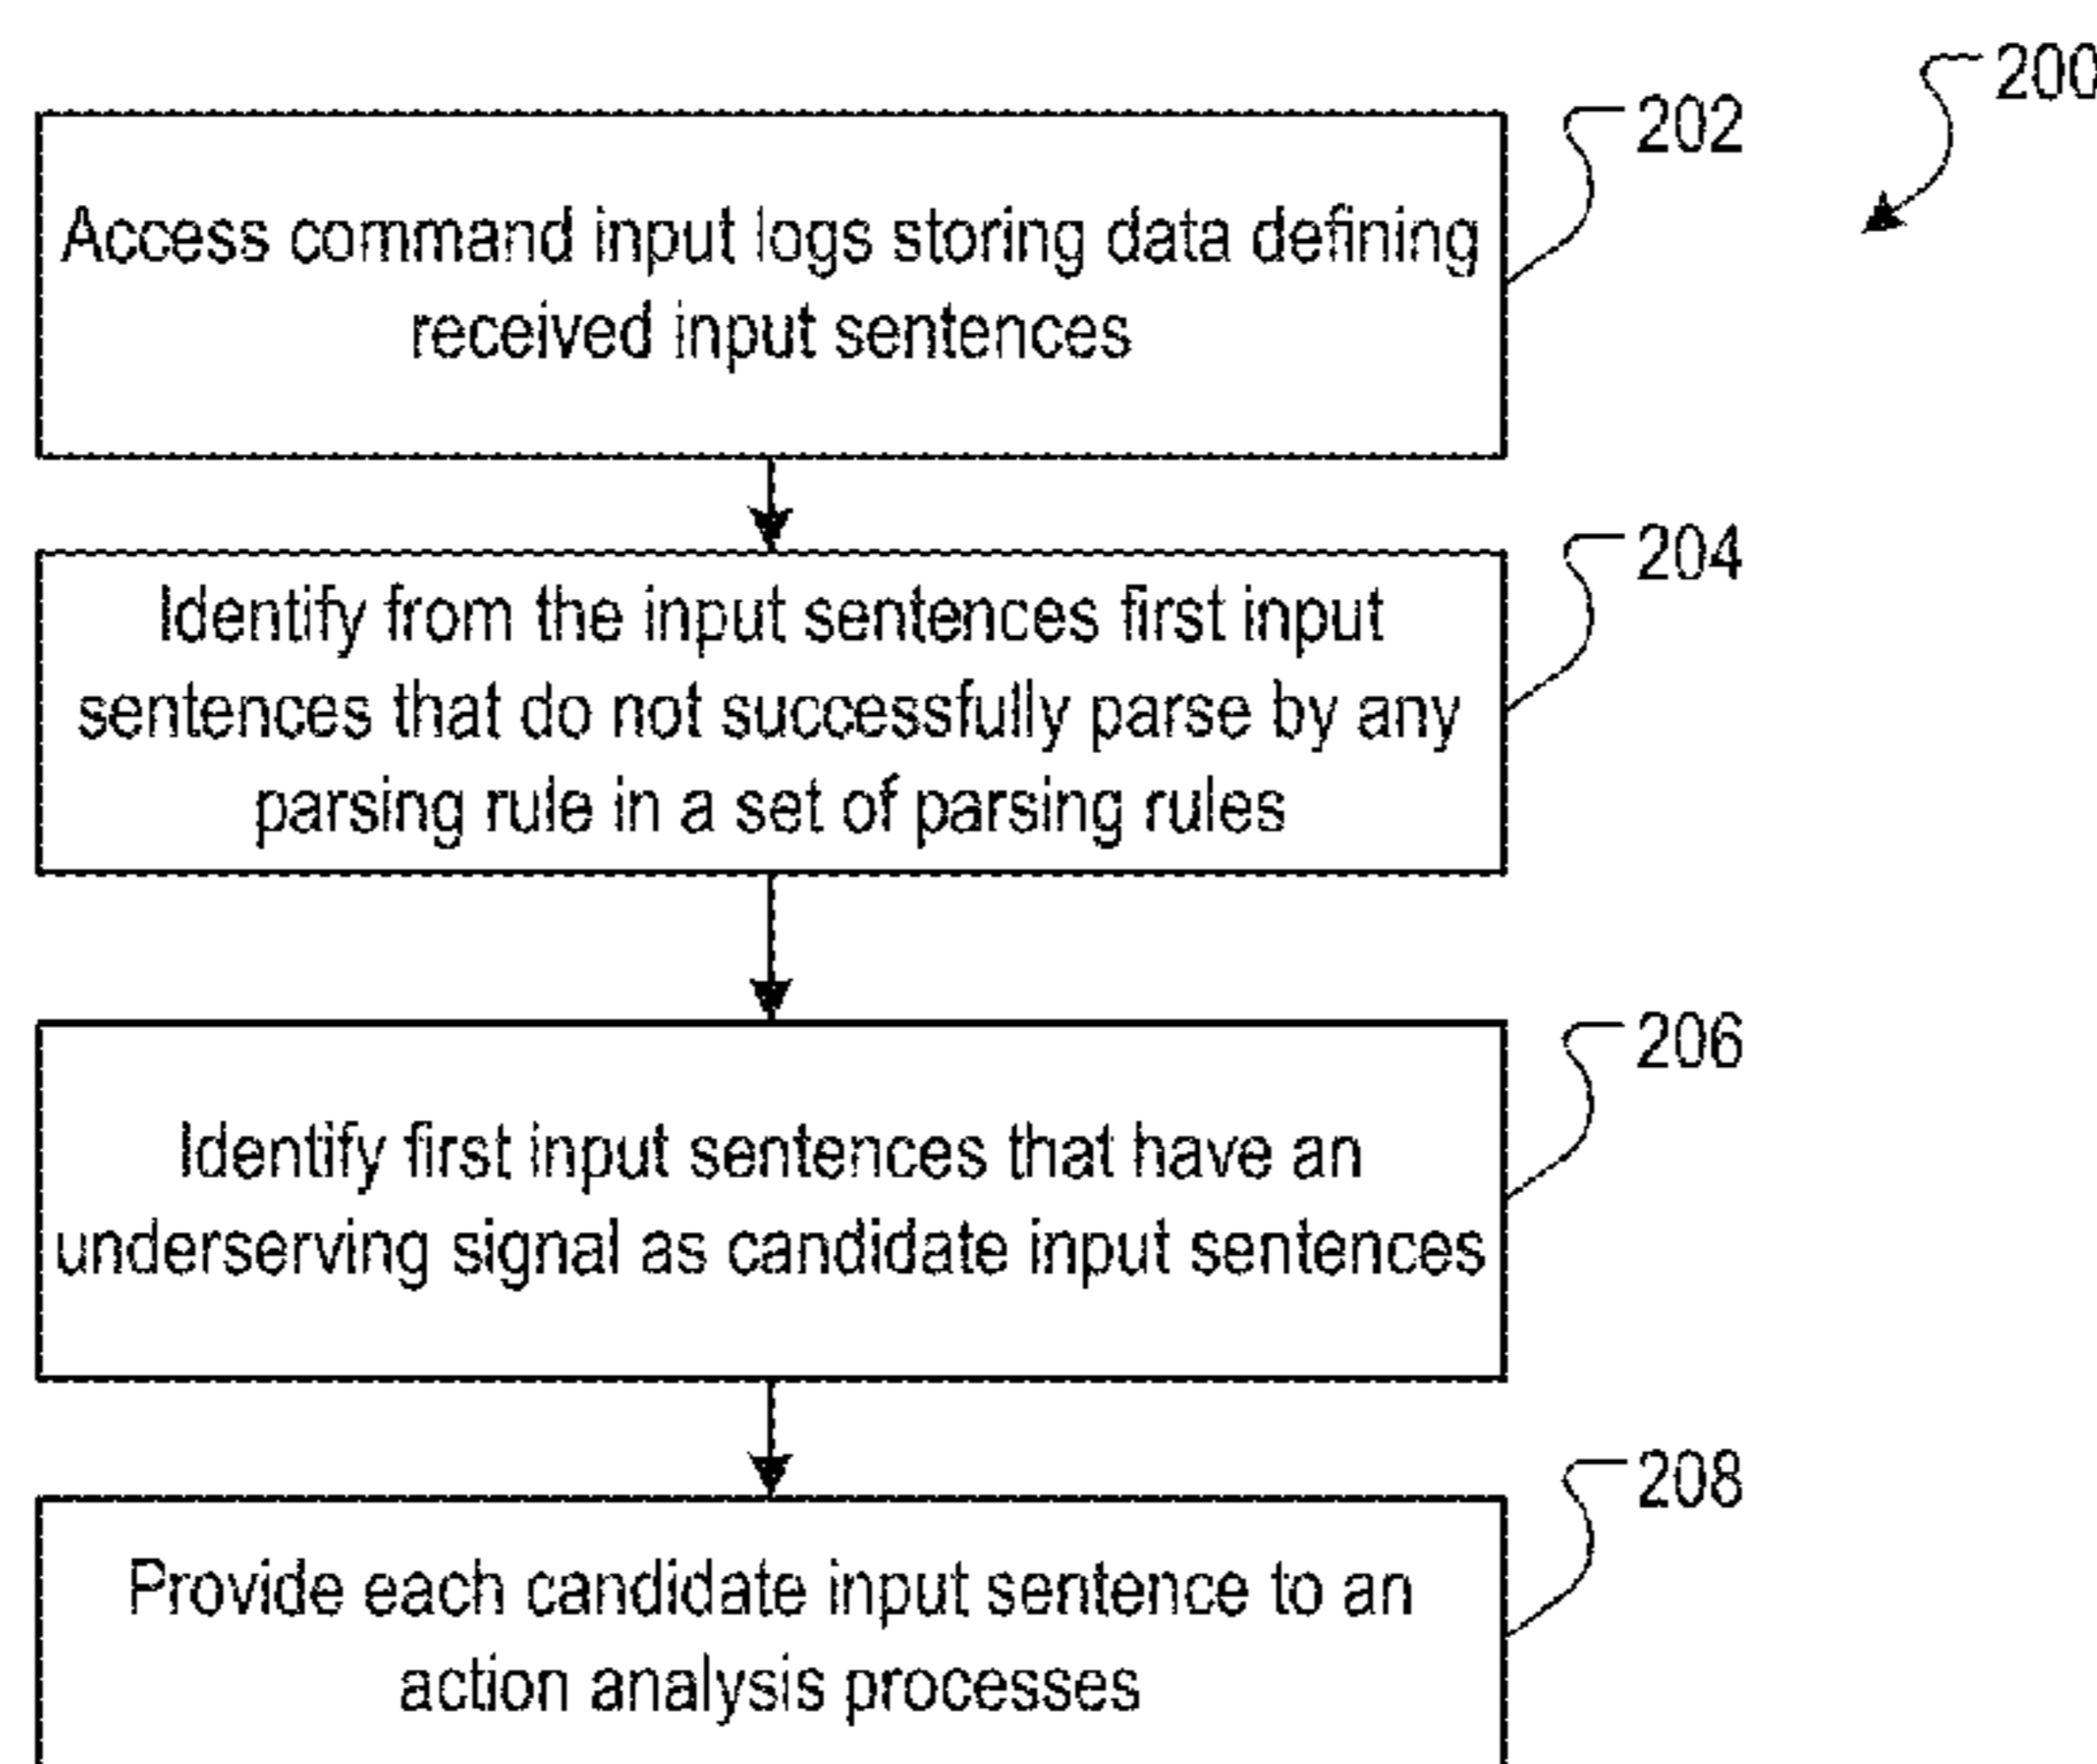 200
202
Access command input logs storing data defining
received input sentences
204
Identify from the input sentences first input
sentences that do not successfully parse by any
parsing rule in a set of parsing rules
206
Identify first input sentences that have an
underserving signal as candidate input sentences
208
Provide each candidate input sentence to an
action analysis processes